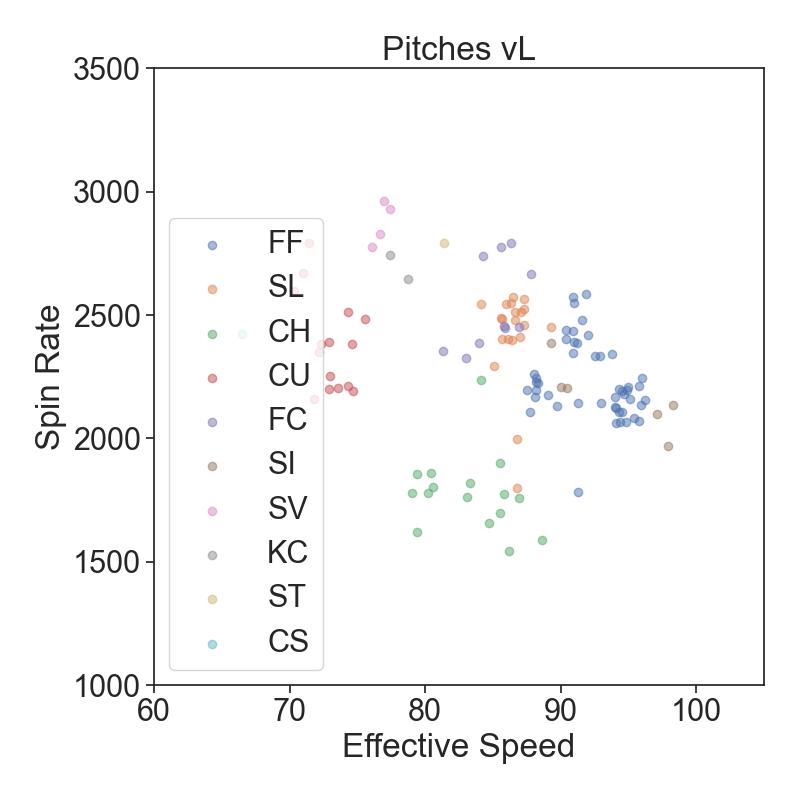 Pitches vL
3500
3000
2500
2000
1500
1000
Spin Rate
FF
SL
CH
CU
FC
SI
SV
KC
ST
CS
60 70 80 90 100
Effective Speed